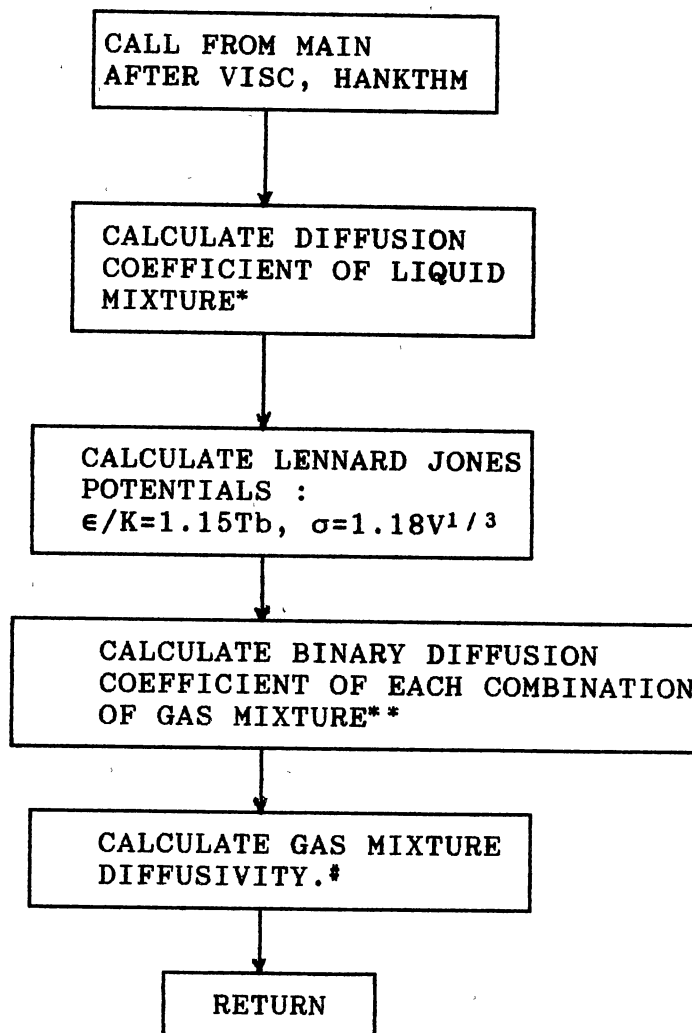 CALL FROM MAIN
AFTER VISC, HANKTHM
CALCULATE DIFFUSION
COEFFICIENT OF LIQUID
MIXTURE*
CALCULATE LENNARD JONES
POTENTIALS :
ϵ/K=1.15Tb, σ=1.18V¹/³
CALCULATE BINARY DIFFUSION
COEFFICIENT OF EACH COMBINATION
OF GAS MIXTURE**
CALCULATE GAS MIXTURE
DIFFUSIVITY.#
RETURN